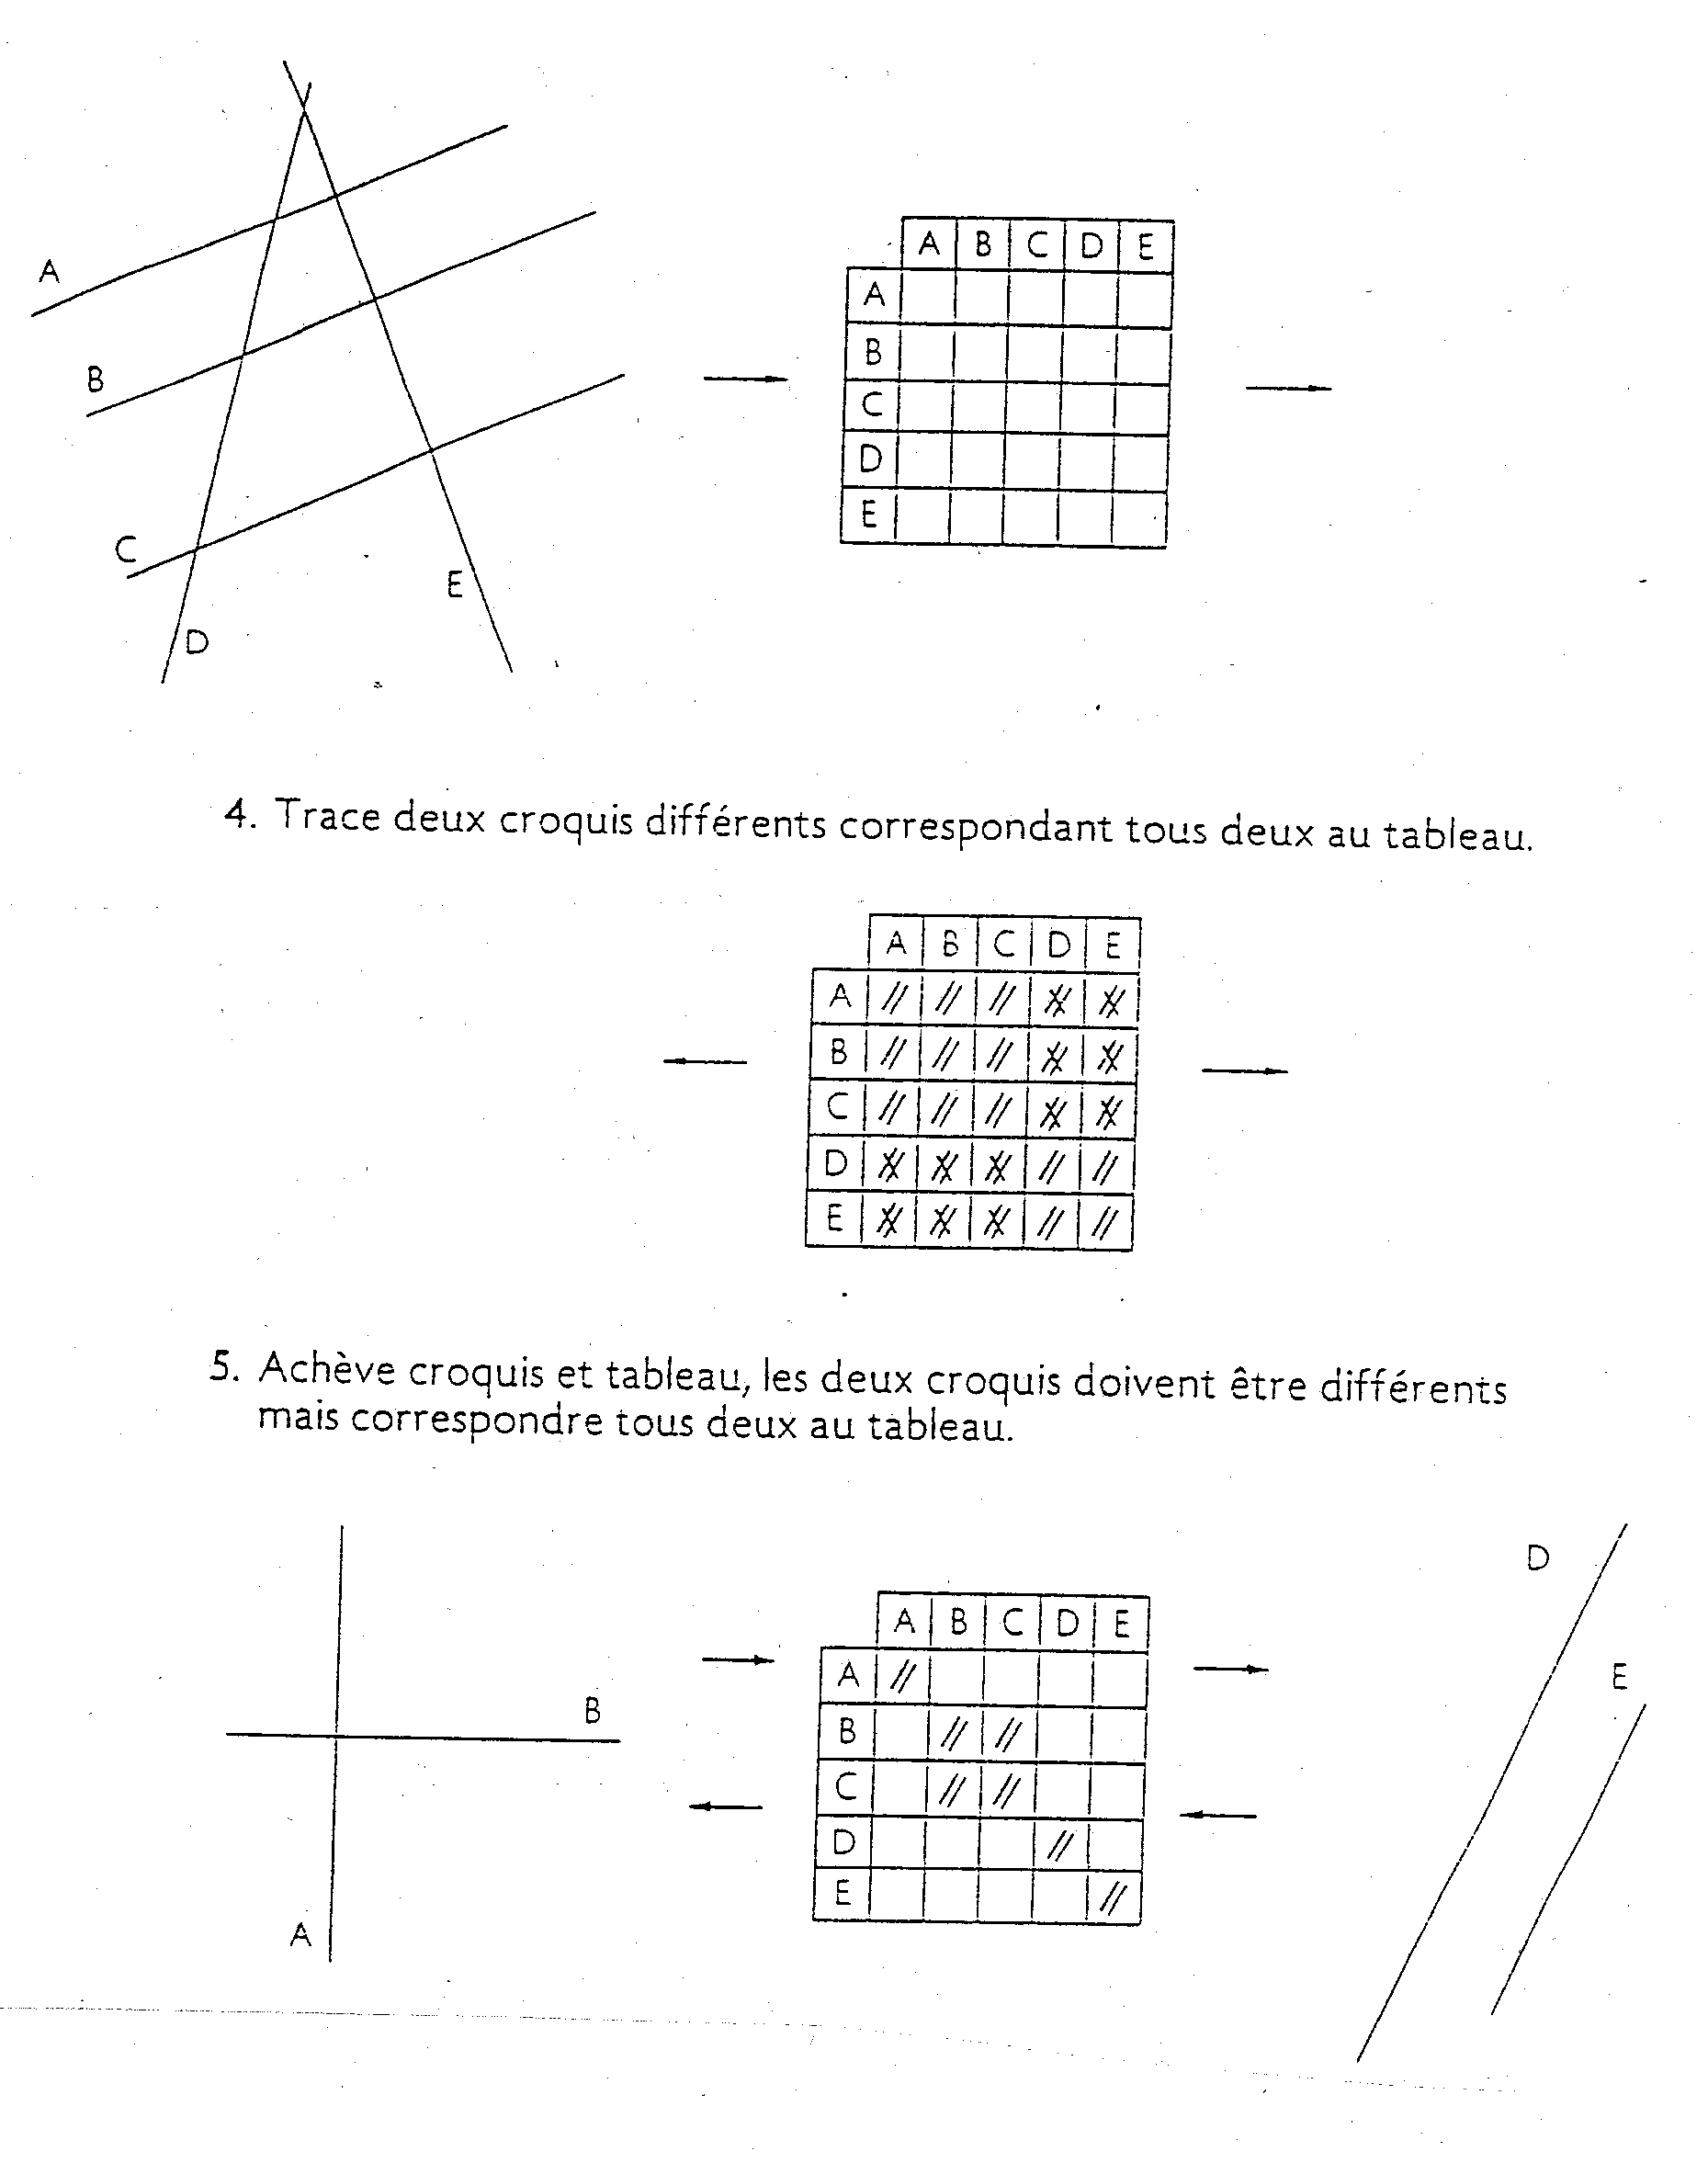 A
B
C
D
E
A B C D E
A
B
C
D
E
4. Trace deux croquis différents correspondant tous deux au tableau.
A B C D E
A // // // ⁄⁄ ⁄⁄
B // // // ⁄⁄ ⁄⁄
C // // // ⁄⁄ ⁄⁄
D ⁄⁄ ⁄⁄ ⁄⁄ // //
E ⁄⁄ ⁄⁄ ⁄⁄ // //
5. Achève croquis et tableau, les deux croquis doivent être différents
mais correspondre tous deux au tableau.
B
A
A B C D E
A //
B // //
C // //
D //
E //
D
E